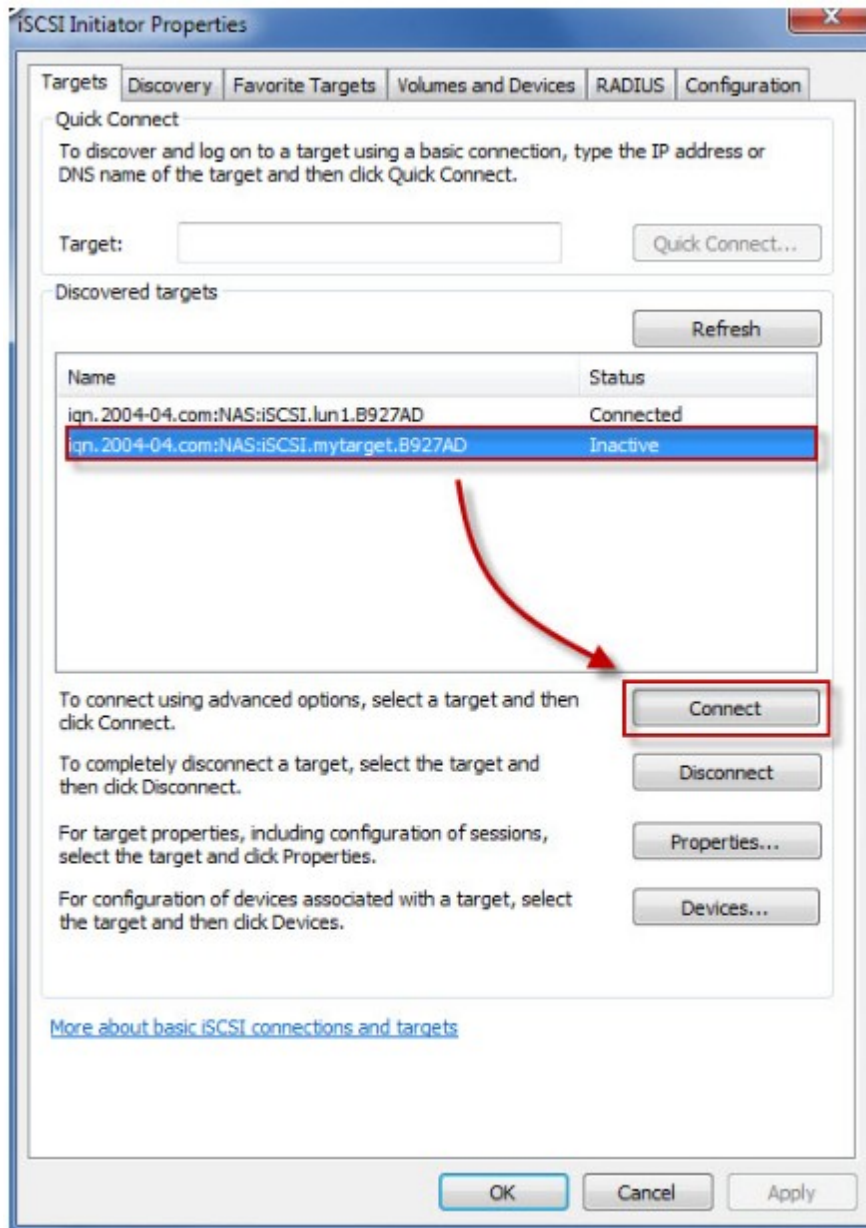 iSCSI Initiator Properties
Targets Discovery Favorite Targets Volumes and Devices RADIUS Configuration
Quick Connect
To discover and log on to a target using a basic connection, type the IP address or
DNS name of the target and then click Quick Connect.
Target:
Quick Connect...
Discovered targets
Refresh
Name Status
iqn.2004-04.com:NAS:iSCSI.lun1.B927AD Connected
iqn.2004-04.com:NAS:iSCSI.mytarget.B927AD Inactive
To connect using advanced options, select a target and then
click Connect.
Connect
To completely disconnect a target, select the target and
then click Disconnect.
Disconnect
For target properties, including configuration of sessions,
select the target and click Properties.
Properties...
For configuration of devices associated with a target, select
the target and then click Devices.
Devices...
More about basic iSCSI connections and targets
OK Cancel Apply